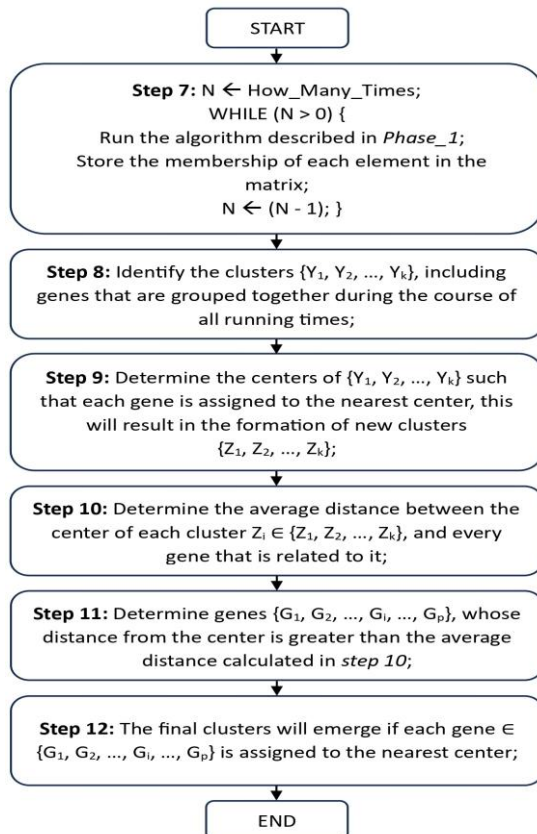 START
Step 7: N ← How_Many_Times;
WHILE (N > 0) {
Run the algorithm described in Phase_1;
Store the membership of each element in the
matrix;
N ← (N - 1); }
Step 8: Identify the clusters {Y₁, Y₂, ..., Yₖ}, including
genes that are grouped together during the course of
all running times;
Step 9: Determine the centers of {Y₁, Y₂, ..., Yₖ} such
that each gene is assigned to the nearest center, this
will result in the formation of new clusters
{Z₁, Z₂, ..., Zₖ};
Step 10: Determine the average distance between the
center of each cluster Zᵢ ∈ {Z₁, Z₂, ..., Zₖ}, and every
gene that is related to it;
Step 11: Determine genes {G₁, G₂, ..., Gᵢ, ..., Gₚ}, whose
distance from the center is greater than the average
distance calculated in step 10;
Step 12: The final clusters will emerge if each gene ∈
{G₁, G₂, ..., Gᵢ, ..., Gₚ} is assigned to the nearest center;
END